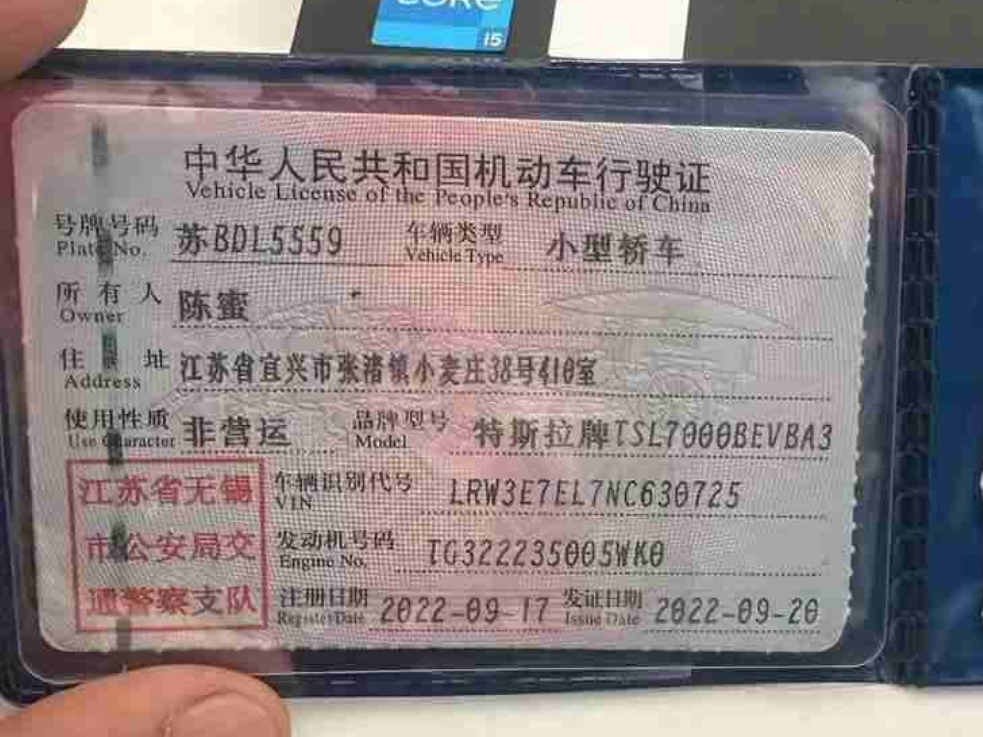 CORE
i5
中华人民共和国机动车行驶证
Vehicle License of the People's Republic of China
号牌号码 苏BDL5559 车辆类型 小型轿车
Plate No. Vehicle Type
所有人 陈蜜
Owner
住址 江苏省宜兴市张渚镇小麦庄38号410室
Address
使用性质 非营运 品牌型号 特斯拉牌TSL7000BEVBA3
Use Character Model
江苏省无锡 车辆识别代号 LRW3E7EL7NC630725
VIN
市公安局交 发动机号码 TG322235005WK0
Engine No.
通警察支队 注册日期 2022-09-17 发证日期 2022-09-20
Register Date Issue Date